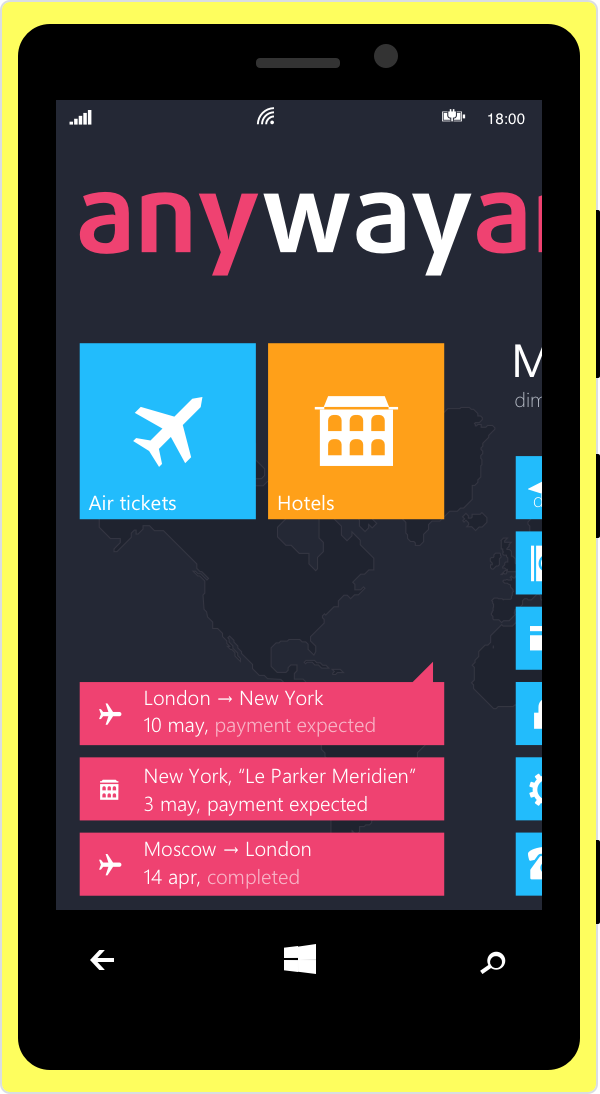 18:00
anywayan
Air tickets
Hotels
M
dim
London → New York
10 may, payment expected
New York, “Le Parker Meridien”
3 may, payment expected
Moscow → London
14 apr, completed